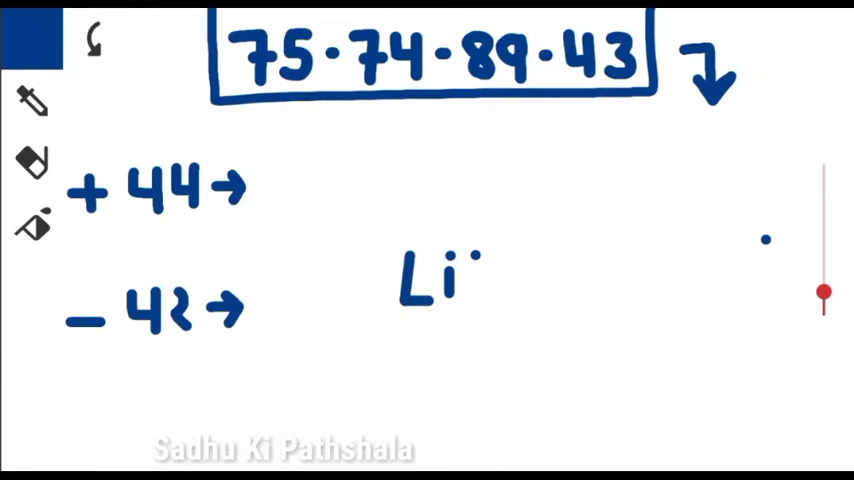 75·74·89·43
+ 44 →
- 42 →
Li
Sadhu Ki Pathshala